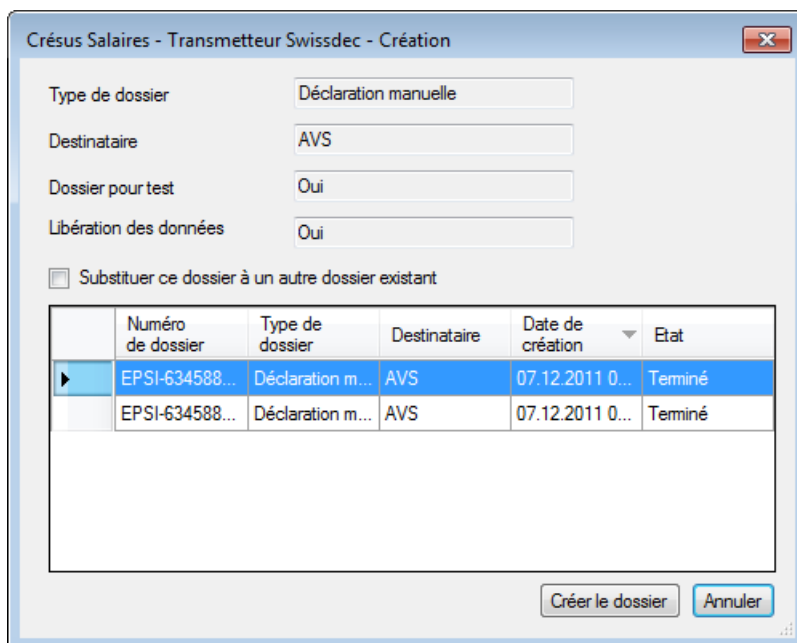 Crésus Salaires - Transmetteur Swissdec - Création
Type de dossier Déclaration manuelle
Destinataire AVS
Dossier pour test Oui
Libération des données Oui
Substituer ce dossier à un autre dossier existant
Numéro de dossier Type de dossier Destinataire Date de création Etat
EPSI-634588... Déclaration m... AVS 07.12.2011 0... Terminé
EPSI-634588... Déclaration m... AVS 07.12.2011 0... Terminé
Créer le dossier Annuler